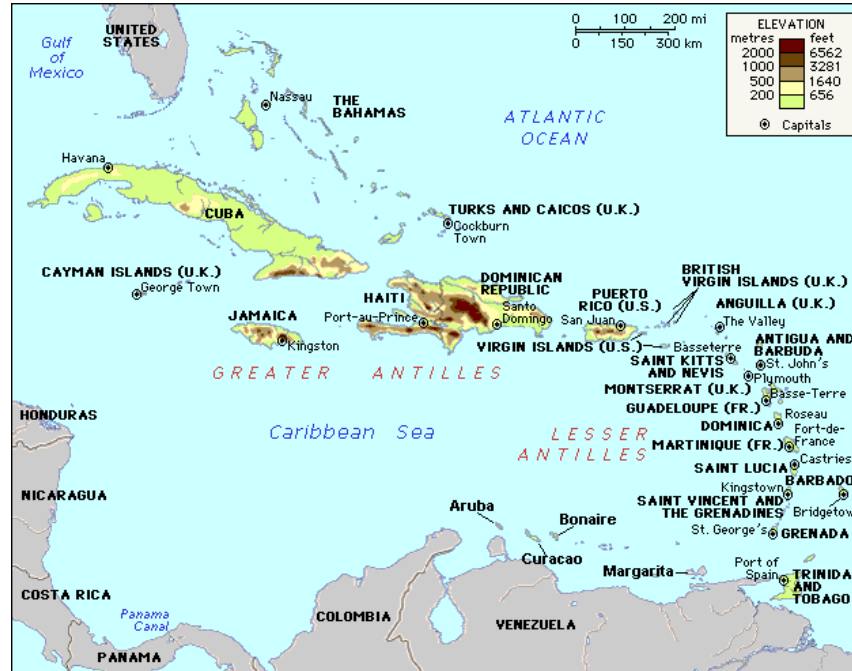 UNITED
STATES
Gulf
of
Mexico
0 100 200 mi
0 150 300 km
ELEVATION
metres feet
2000 6562
1000 3281
500 1640
200 656
Capitals
Nassau
THE
BAHAMAS
ATLANTIC
OCEAN
Havana
CUBA
TURKS AND CAICOS (U.K.)
Cockburn
Town
CAYMAN ISLANDS (U.K.)
George Town
JAMAICA
Kingston
HAITI
Port-au-Prince
DOMINICAN
REPUBLIC
Santo
Domingo
PUERTO
RICO (U.S.)
San Juan
BRITISH
VIRGIN ISLANDS (U.K.)
ANGUILLA (U.K.)
The Valley
VIRGIN ISLANDS (U.S.)
Basseterre
SAINT KITTS
AND NEVIS
ANTIGUA AND
BARBUDA
St. John's
Plymouth
MONTSERRAT (U.K.)
Basse-Terre
GUADELOUPE (FR.)
Roseau
DOMINICA
Fort-de-
France
MARTINIQUE (FR.)
Castries
SAINT LUCIA
BARBADO
Kingstown
SAINT VINCENT AND
THE GRENADINES
Bridgetow
St. George's
GRENADA
GREATER ANTILLES
Caribbean Sea
LESSER
ANTILLES
HONDURAS
NICARAGUA
COSTA RICA
Panama
Canal
PANAMA
COLOMBIA
VENEZUELA
Aruba
Bonaire
Curacao
Margarita
Port of
Spain
TRINIDA
AND
TOBAGO